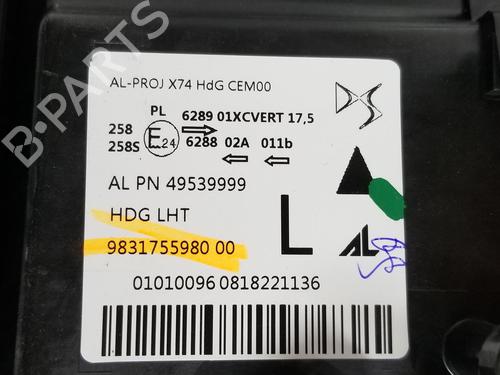 AL-PROJ X74 HdG CEM00
DS
PL
6289 01XCVERT 17,5
258
258S
E24
6288 02A 011b
AL PN 49539999
HDG LHT
L
9831755980 00
AL
01010096 0818221136